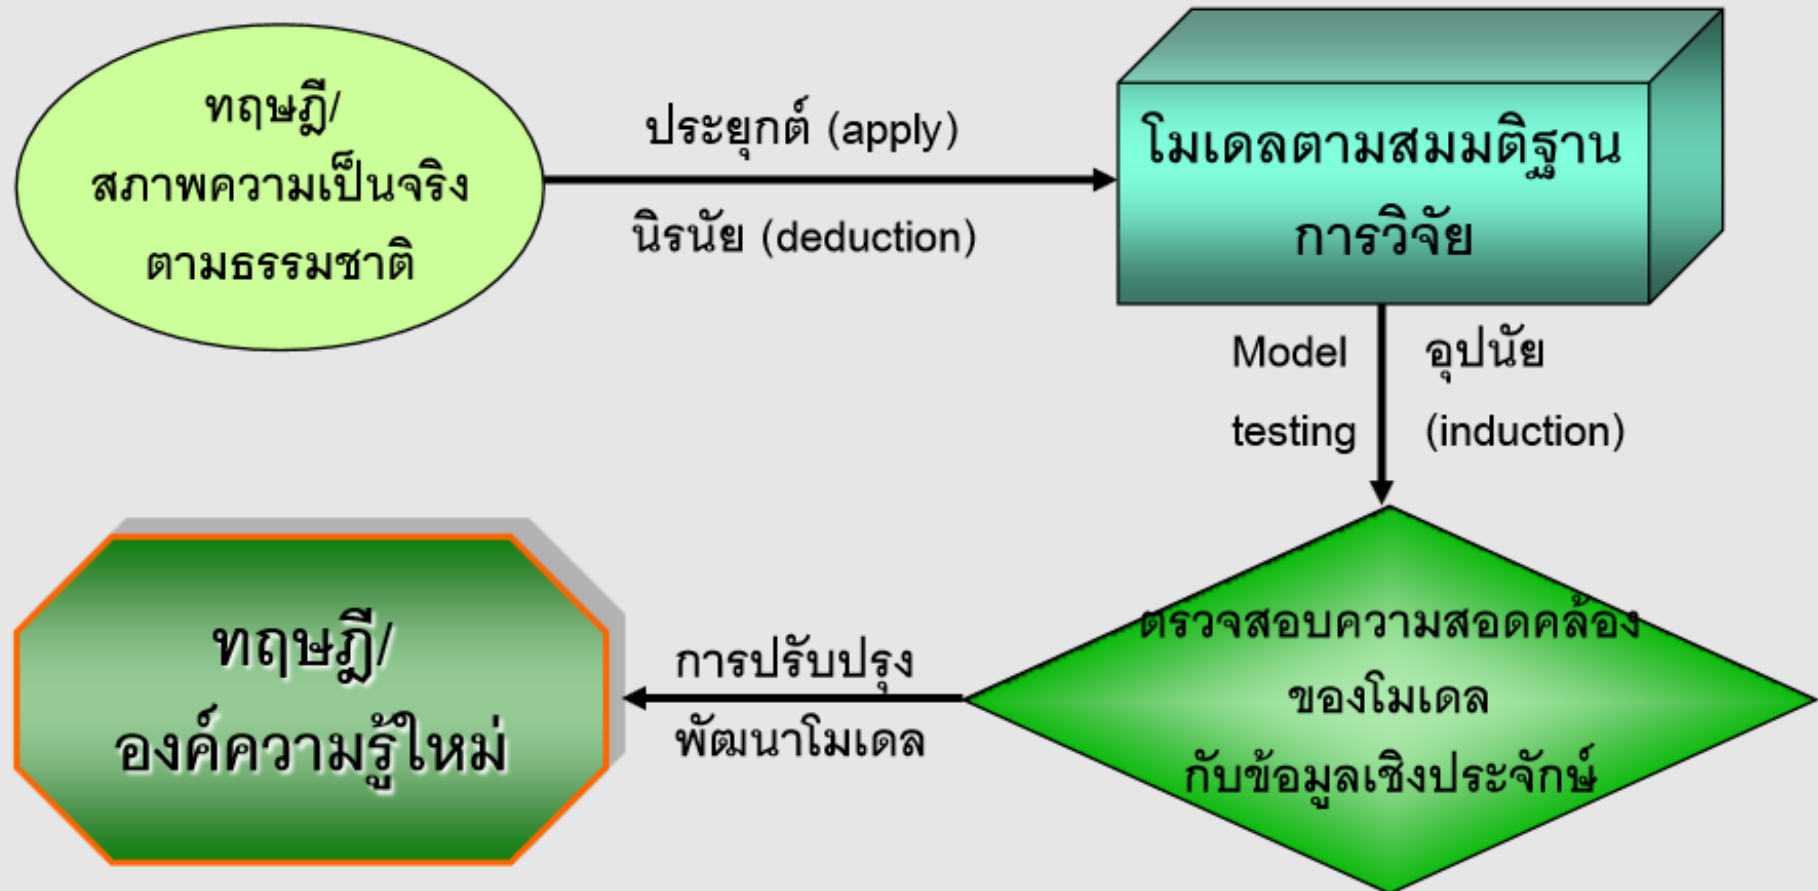 ทฤษฎี/
สภาพความเป็นจริง
ตามธรรมชาติ
ประยุกต์ (apply)
นิรนัย (deduction)
โมเดลตามสมมติฐาน
การวิจัย
Model
testing
อุปนัย
(induction)
ตรวจสอบความสอดคล้อง
ของโมเดล
กับข้อมูลเชิงประจักษ์
การปรับปรุง
พัฒนาโมเดล
ทฤษฎี/
องค์ความรู้ใหม่